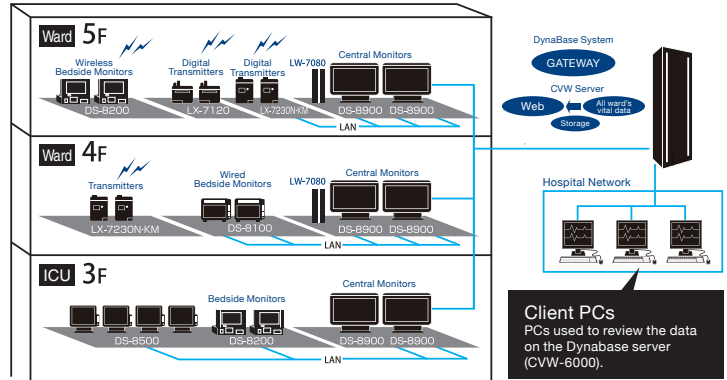 Ward 5F
Wireless
Bedside Monitors
Digital
Transmitters
Digital
Transmitters
LW-7080
Central Monitors
DS-8200
LX-7120
LX-7230N-KM
DS-8900
DS-8900
LAN
Ward 4F
Transmitters
Wired
Bedside Monitors
LW-7080
Central Monitors
LX-7230N-KM
DS-8100
DS-8900
DS-8900
LAN
ICU 3F
Bedside Monitors
Central Monitors
DS-8500
DS-8200
DS-8900
DS-8900
LAN
DynaBase System
GATEWAY
CVW Server
Web
All ward's
vital data
Storage
Hospital Network
Client PCs
PCs used to review the data
on the Dynabase server
(CVW-6000).